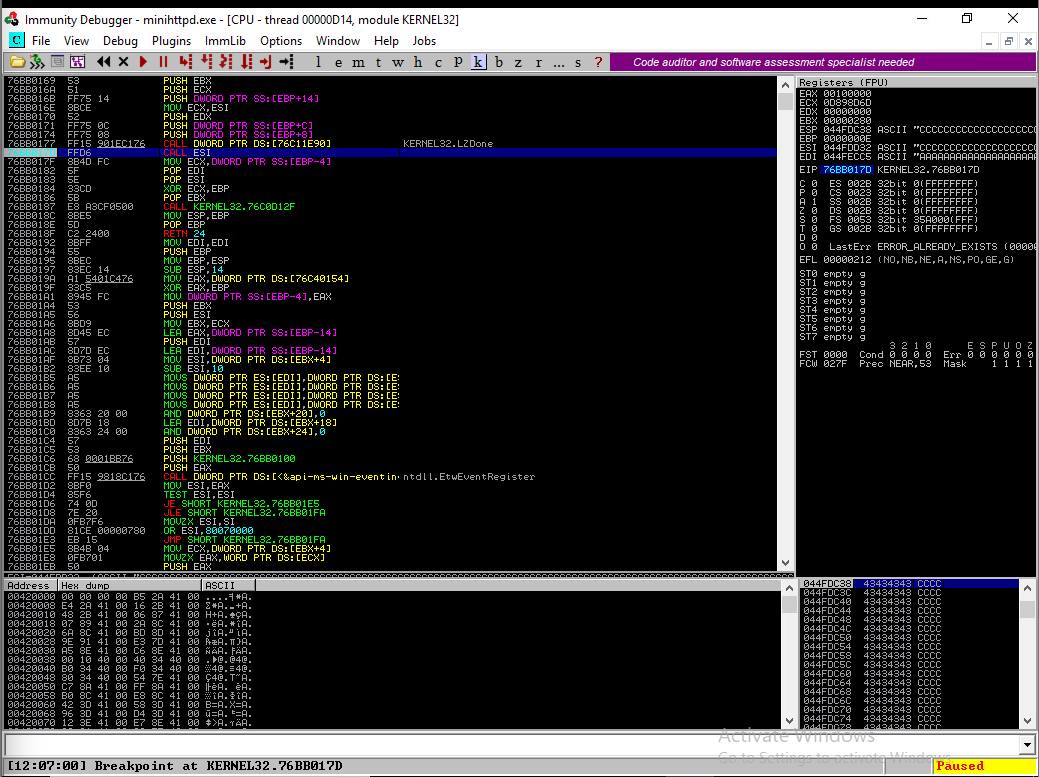 Immunity Debugger - minihttpd.exe - [CPU - thread 00000D14, module KERNEL32]
File View Debug Plugins ImmLib Options Window Help Jobs
l e m t w h c P k b z r ... s ? Code auditor and software assessment specialist needed
76BB0169 53 PUSH EBX
76BB016A 51 PUSH ECX
76BB016B FF75 14 PUSH DWORD PTR SS:[EBP+14]
76BB016E 8BCE MOV ECX,ESI
76BB0170 52 PUSH EDX
76BB0171 FF75 0C PUSH DWORD PTR SS:[EBP+C]
76BB0174 FF75 08 PUSH DWORD PTR SS:[EBP+8]
76BB0177 FF15 901EC176 CALL DWORD PTR DS:[76C11E90] KERNEL32.LZDone
FFD6 CALL ESI
76BB017F 8B4D FC MOV ECX,DWORD PTR SS:[EBP-4]
76BB0182 5F POP EDI
76BB0183 5E POP ESI
76BB0184 33CD XOR ECX,EBP
76BB0186 5B POP EBX
76BB0187 E8 A3CF0500 CALL KERNEL32.76C0D12F
76BB018C 8BE5 MOV ESP,EBP
76BB018E 5D POP EBP
76BB018F C2 2400 RETN 24
76BB0192 8BFF MOV EDI,EDI
76BB0194 55 PUSH EBP
76BB0195 8BEC MOV EBP,ESP
76BB0197 83EC 14 SUB ESP,14
76BB019A A1 5401C476 MOV EAX,DWORD PTR DS:[76C40154]
76BB019F 33C5 XOR EAX,EBP
76BB01A1 8945 FC MOV DWORD PTR SS:[EBP-4],EAX
76BB01A4 53 PUSH EBX
76BB01A5 56 PUSH ESI
76BB01A6 8BD9 MOV EBX,ECX
76BB01A8 8D45 EC LEA EAX,DWORD PTR SS:[EBP-14]
76BB01AB 57 PUSH EDI
76BB01AC 8D7D EC LEA EDI,DWORD PTR SS:[EBP-14]
76BB01AF 8B73 04 MOV ESI,DWORD PTR DS:[EBX+4]
76BB01B2 83EE 10 SUB ESI,10
76BB01B5 A5 MOVS DWORD PTR ES:[EDI],DWORD PTR DS:[E
76BB01B6 A5 MOVS DWORD PTR ES:[EDI],DWORD PTR DS:[E
76BB01B7 A5 MOVS DWORD PTR ES:[EDI],DWORD PTR DS:[E
76BB01B8 A5 MOVS DWORD PTR ES:[EDI],DWORD PTR DS:[E
76BB01B9 8363 20 00 AND DWORD PTR DS:[EBX+20],0
76BB01BD 8D7B 18 LEA EDI,DWORD PTR DS:[EBX+18]
76BB01C0 8363 24 00 AND DWORD PTR DS:[EBX+24],0
76BB01C4 57 PUSH EDI
76BB01C5 53 PUSH EBX
76BB01C6 68 0001BB76 PUSH KERNEL32.76BB0100
76BB01CB 50 PUSH EAX
76BB01CC FF15 9818C176 CALL DWORD PTR DS:[<&api-ms-win-eventin ntdll.EtwEventRegister
76BB01D2 8BF0 MOV ESI,EAX
76BB01D4 85F6 TEST ESI,ESI
76BB01D6 74 0D JE SHORT KERNEL32.76BB01E5
76BB01D8 7E 20 JLE SHORT KERNEL32.76BB01FA
76BB01DA 0FB7F6 MOVZX ESI,SI
76BB01DD 81CE 00000780 OR ESI,80070000
76BB01E3 EB 15 JMP SHORT KERNEL32.76BB01FA
76BB01E5 8B4B 04 MOV ECX,DWORD PTR DS:[EBX+4]
76BB01E8 0FB701 MOVZX EAX,WORD PTR DS:[ECX]
76BB01EB 50 PUSH EAX
Registers (FPU)
EAX 00100000
ECX 0D898D6D
EDX 00000000
EBX 00000280
ESP 044FDC38 ASCII "CCCCCCCCCCCCCCCCCCCC
EBP 0000000E
ESI 044FDD32 ASCII "CCCCCCCCCCCCCCCCCCCC
EDI 044FECC5 ASCII "AAAAAAAAAAAAAAAAAAAA
EIP 76BB017D KERNEL32.76BB017D
C 0 ES 002B 32bit 0(FFFFFFFF)
P 0 CS 0023 32bit 0(FFFFFFFF)
A 1 SS 002B 32bit 0(FFFFFFFF)
Z 0 DS 002B 32bit 0(FFFFFFFF)
S 0 FS 0053 32bit 35A000(FFF)
T 0 GS 002B 32bit 0(FFFFFFFF)
D 0
O 0 LastErr ERROR_ALREADY_EXISTS (0000
EFL 00000212 (NO,NB,NE,A,NS,PO,GE,G)
ST0 empty g
ST1 empty g
ST2 empty g
ST3 empty g
ST4 empty g
ST5 empty g
ST6 empty g
ST7 empty g
3 2 1 0 E S P U O Z
FST 0000 Cond 0 0 0 0 Err 0 0 0 0 0 0
FCW 027F Prec NEAR,53 Mask 1 1 1 1
Address Hex dump ASCII
00420000 00 00 00 00 B5 2A 41 00
00420008 E4 2A 41 00 16 2B 41 00
00420010 48 2B 41 00 06 87 41 00
00420018 07 89 41 00 2A 8C 41 00
00420020 6A 8C 41 00 BD 8D 41 00
00420028 9E 91 41 00 E3 7D 41 00
00420030 A5 8E 41 00 C6 8E 41 00
00420038 00 10 40 00 40 34 40 00
00420040 B0 34 40 00 F0 34 40 00
00420048 80 34 40 00 54 7E 41 00
00420050 C7 8A 41 00 FF 8A 41 00
00420058 B0 8C 41 00 E8 8C 41 00
00420060 42 3D 41 00 58 3D 41 00
00420068 96 3D 41 00 D4 3D 41 00
00420070 12 3E 41 00 E7 8E 41 00
044FDC38 43434343 CCCC
044FDC3C 43434343 CCCC
044FDC40 43434343 CCCC
044FDC44 43434343 CCCC
044FDC48 43434343 CCCC
044FDC4C 43434343 CCCC
044FDC50 43434343 CCCC
044FDC54 43434343 CCCC
044FDC58 43434343 CCCC
044FDC5C 43434343 CCCC
044FDC60 43434343 CCCC
044FDC64 43434343 CCCC
044FDC68 43434343 CCCC
044FDC6C 43434343 CCCC
044FDC70 43434343 CCCC
044FDC74 43434343 CCCC
044FDC78 43434343 CCCC
Activate Windows
Go to Settings to activate Windows.
[12:07:00] Breakpoint at KERNEL32.76BB017D
Paused